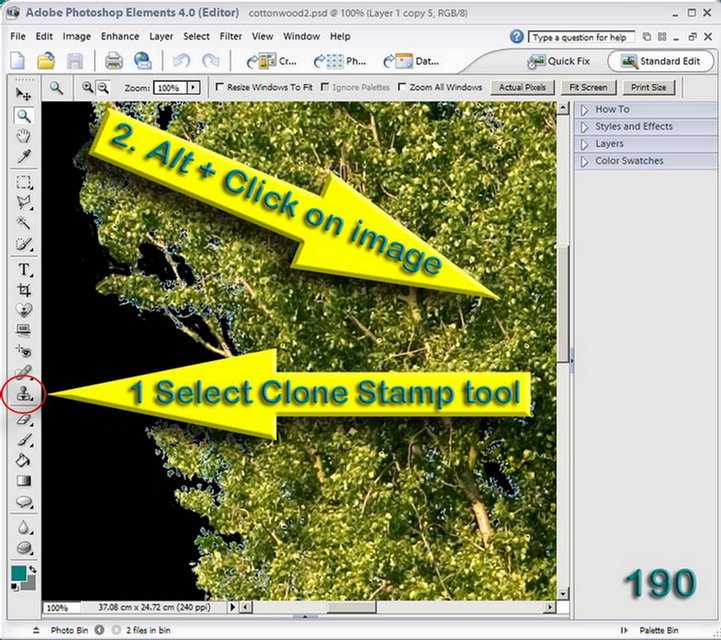 Adobe Photoshop Elements 4.0 (Editor) cottonwood2.psd @ 100% (Layer 1 copy 5, RGB/8)
File Edit Image Enhance Layer Select Filter View Window Help Type a question for help
Cr... Ph... Dat... Quick Fix Standard Edit
Zoom: 100% Resize Windows To Fit Ignore Palettes Zoom All Windows Actual Pixels Fit Screen Print Size
How To
Styles and Effects
Layers
Color Swatches
2. Alt + Click on image
1 Select Clone Stamp tool
190
100% 37.08 cm x 24.72 cm (240 ppi)
Photo Bin 2 files in bin Palette Bin